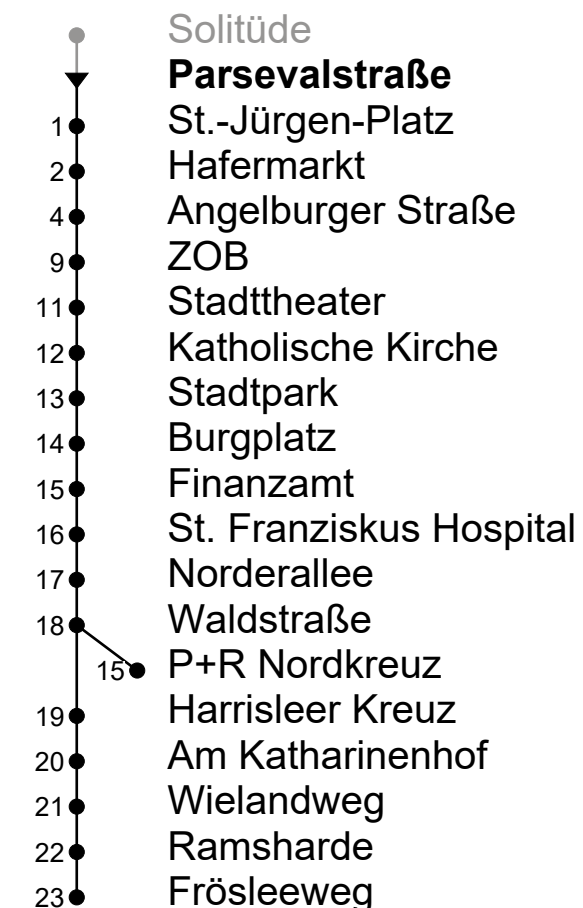 Solitüde
Parsevalstraße
1 St.-Jürgen-Platz
2 Hafermarkt
4 Angelburger Straße
9 ZOB
11 Stadttheater
12 Katholische Kirche
13 Stadtpark
14 Burgplatz
15 Finanzamt
16 St. Franziskus Hospital
17 Norderallee
18 Waldstraße
15 P+R Nordkreuz
19 Harrisleer Kreuz
20 Am Katharinenhof
21 Wielandweg
22 Ramsharde
23 Frösleeweg